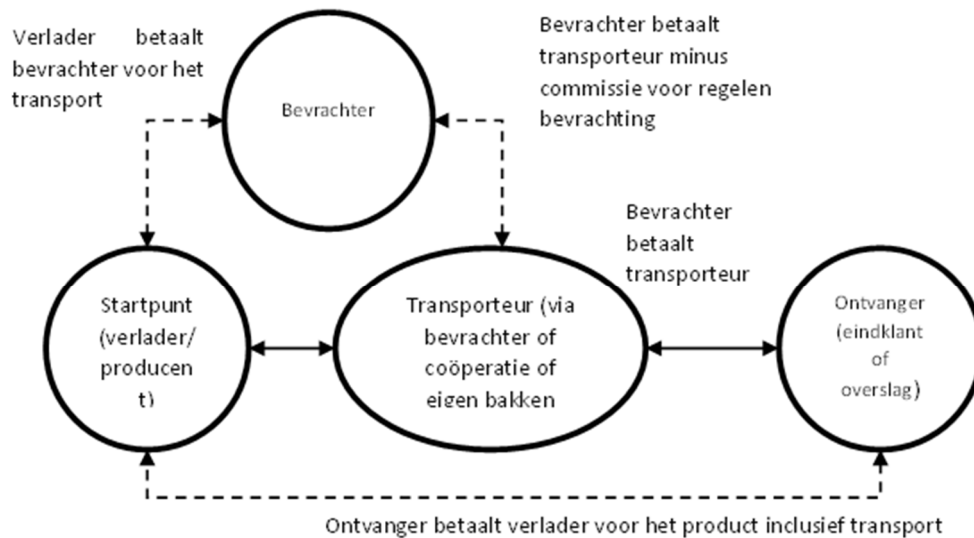 Verlader betaalt
bevrachter voor het
transport
Bevrachter betaalt
transporteur minus
commissie voor regelen
bevrachting
Bevrachter
Bevrachter
betaalt
transporteur
Startpunt
(verlader/
producen
t)
Transporteur (via
bevrachter of
coöperatie of
eigen bakken
Ontvanger
(eindklant
of
overslag)
Ontvanger betaalt verlader voor het product inclusief transport